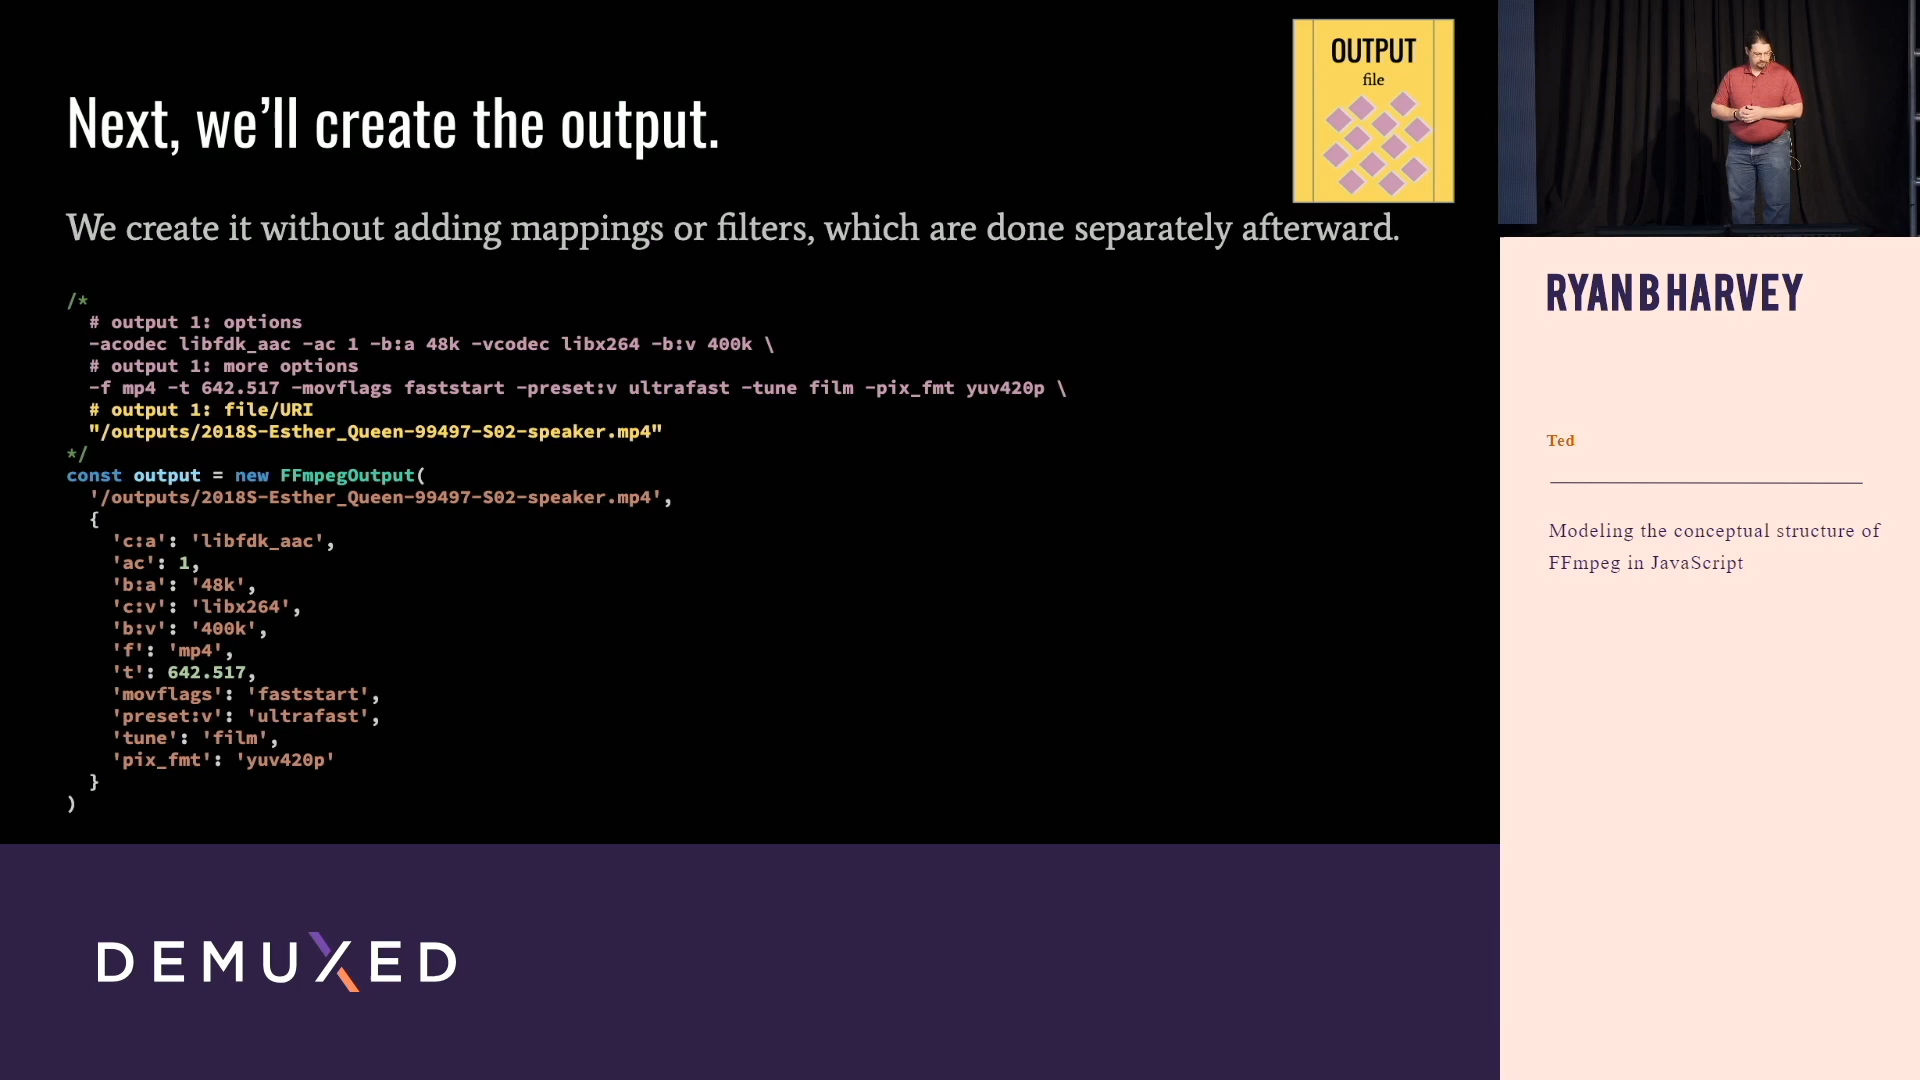 Next, we’ll create the output.
OUTPUT
file
We create it without adding mappings or filters, which are done separately afterward.
/*
  # output 1: options
  -acodec libfdk_aac -ac 1 -b:a 48k -vcodec libx264 -b:v 400k \
  # output 1: more options
  -f mp4 -t 642.517 -movflags faststart -preset:v ultrafast -tune film -pix_fmt yuv420p \
  # output 1: file/URI
  "/outputs/2018S-Esther_Queen-99497-S02-speaker.mp4"
*/
const output = new FFmpegOutput(
  '/outputs/2018S-Esther_Queen-99497-S02-speaker.mp4',
  {
    'c:a': 'libfdk_aac',
    'ac': 1,
    'b:a': '48k',
    'c:v': 'libx264',
    'b:v': '400k',
    'f': 'mp4',
    't': 642.517,
    'movflags': 'faststart',
    'preset:v': 'ultrafast',
    'tune': 'film',
    'pix_fmt': 'yuv420p'
  }
)
DEMUXED
RYAN B HARVEY
Ted
Modeling the conceptual structure of
FFmpeg in JavaScript